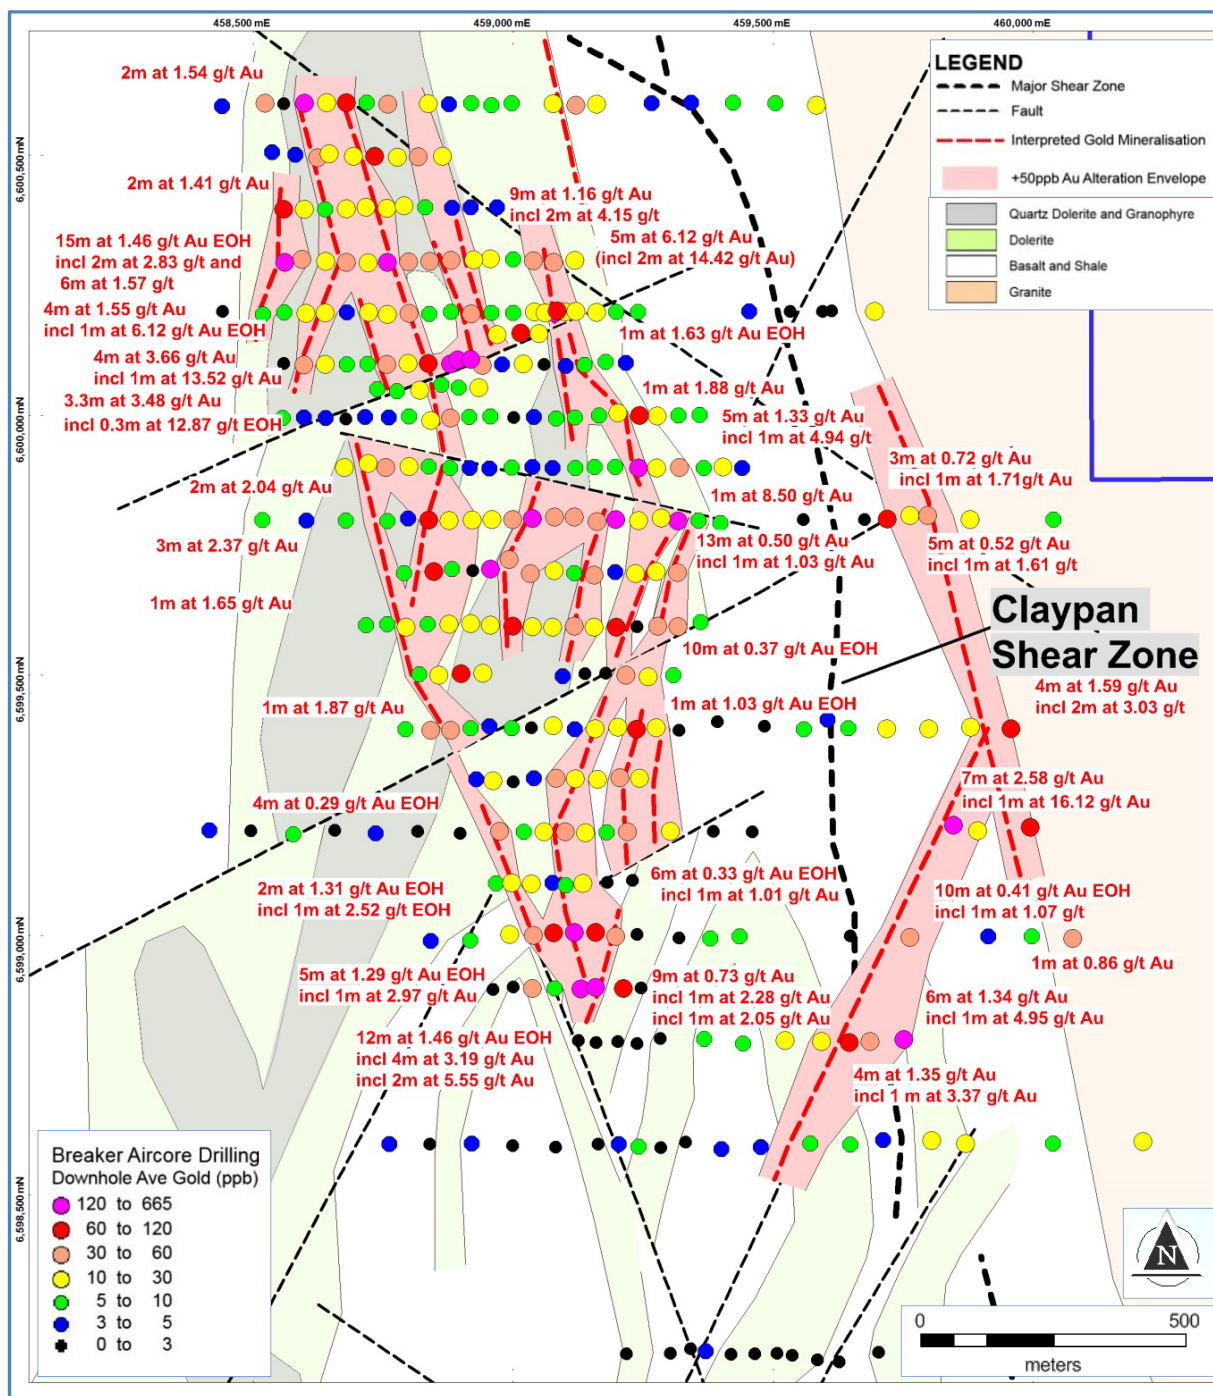 458,500 mE
459,000 mE
459,500 mE
460,000 mE
6,600,500 mN
6,600,000 mN
6,599,500 mN
6,599,000 mN
6,598,500 mN
LEGEND
Major Shear Zone
Fault
Interpreted Gold Mineralisation
+50ppb Au Alteration Envelope
Quartz Dolerite and Granophyre
Dolerite
Basalt and Shale
Granite
2m at 1.54 g/t Au
2m at 1.41 g/t Au
9m at 1.16 g/t Au
incl 2m at 4.15 g/t
15m at 1.46 g/t Au EOH
incl 2m at 2.83 g/t and
6m at 1.57 g/t
5m at 6.12 g/t Au
(incl 2m at 14.42 g/t Au)
4m at 1.55 g/t Au
incl 1m at 6.12 g/t Au EOH
1m at 1.63 g/t Au EOH
4m at 3.66 g/t Au
incl 1m at 13.52 g/t Au
3.3m at 3.48 g/t Au
incl 0.3m at 12.87 g/t EOH
1m at 1.88 g/t Au
5m at 1.33 g/t Au
incl 1m at 4.94 g/t
3m at 0.72 g/t Au
incl 1m at 1.71g/t Au
2m at 2.04 g/t Au
1m at 8.50 g/t Au
3m at 2.37 g/t Au
13m at 0.50 g/t Au
incl 1m at 1.03 g/t Au
5m at 0.52 g/t Au
incl 1m at 1.61 g/t
1m at 1.65 g/t Au
Claypan
Shear Zone
10m at 0.37 g/t Au EOH
4m at 1.59 g/t Au
incl 2m at 3.03 g/t
1m at 1.87 g/t Au
1m at 1.03 g/t Au EOH
7m at 2.58 g/t Au
incl 1m at 16.12 g/t Au
4m at 0.29 g/t Au EOH
2m at 1.31 g/t Au EOH
incl 1m at 2.52 g/t EOH
6m at 0.33 g/t Au EOH
incl 1m at 1.01 g/t Au
10m at 0.41 g/t Au EOH
incl 1m at 1.07 g/t
1m at 0.86 g/t Au
5m at 1.29 g/t Au EOH
incl 1m at 2.97 g/t Au
9m at 0.73 g/t Au
incl 1m at 2.28 g/t Au
incl 1m at 2.05 g/t Au
6m at 1.34 g/t Au
incl 1m at 4.95 g/t Au
12m at 1.46 g/t Au EOH
incl 4m at 3.19 g/t Au
incl 2m at 5.55 g/t Au
4m at 1.35 g/t Au
incl 1 m at 3.37 g/t Au
Breaker Aircore Drilling
Downhole Ave Gold (ppb)
120 to 665
60 to 120
30 to 60
10 to 30
5 to 10
3 to 5
0 to 3
N
0 500
meters